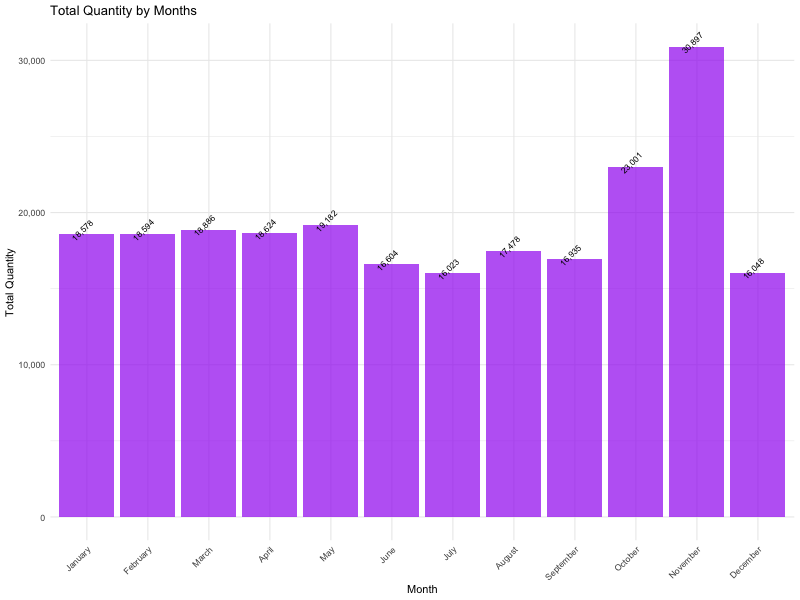 Total Quantity by Months
Total Quantity
30,000
20,000
10,000
0
18,578
18,594
18,886
18,624
19,182
16,604
16,023
17,478
16,935
23,001
30,897
16,048
January
February
March
April
May
June
July
August
September
October
November
December
Month